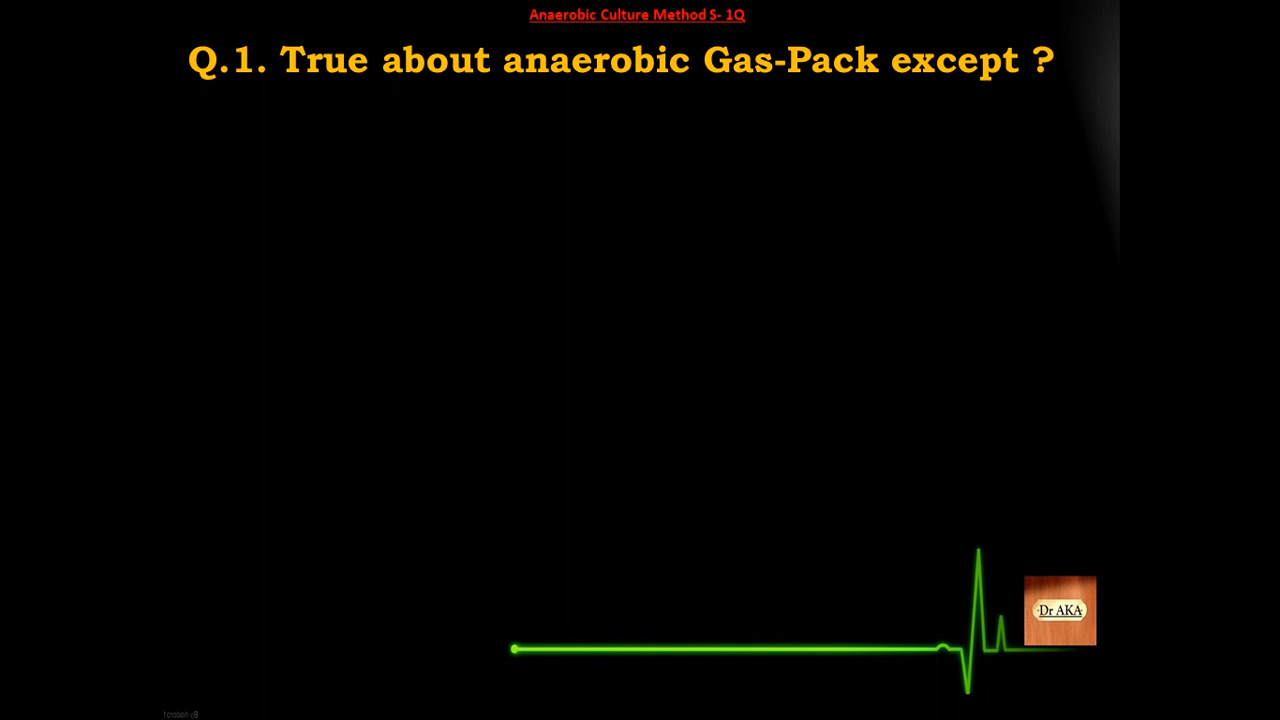 Anaerobic Culture Method S- 1Q
Q.1. True about anaerobic Gas-Pack except ?
Dr AKA